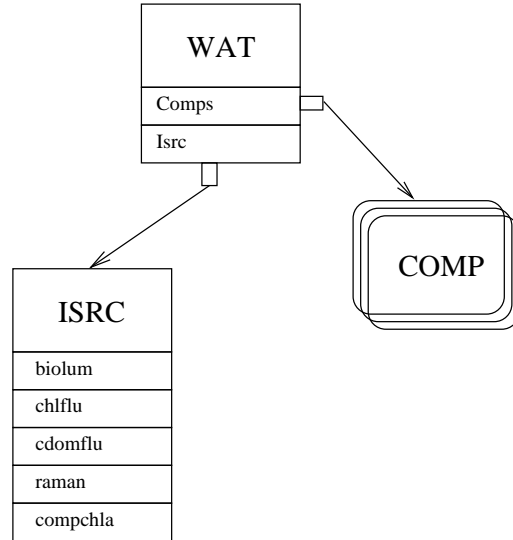 WAT
Comps
Isrc
COMP
ISRC
biolum
chlflu
cdomflu
raman
compchla